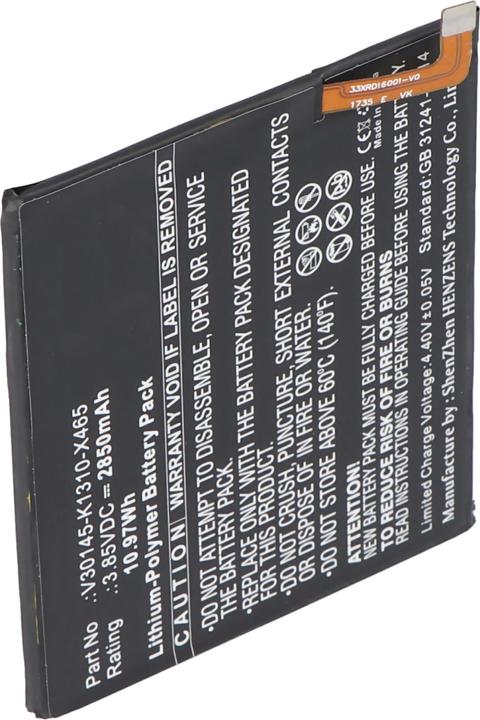 Part No .:V30145-K1310-X465
Rating .:3.85VDC 2850mAh
10.97Wh
Lithium-Polymer Battery Pack
CAUTION WARRANTY VOID IF LABEL IS REMOVED
•DO NOT ATTEMPT TO DISASSEMBLE, OPEN OR SERVICE
THE BATTERY PACK.
•REPLACE ONLY WITH THE BATTERY PACK DESIGNATED
FOR THIS PRODUCT.
•DO NOT CRUSH, PUNCTURE, SHORT EXTERNAL CONTACTS
OR DISPOSE OF IN FIRE OR WATER.
•DO NOT STORE ABOVE 60°C (140°F).
ATTENTION!
NEW BATTERY PACK MUST BE FULLY CHARGED BEFORE USE.
TO REDUCE RISK OF FIRE OR BURNS
READ INSTRUCTIONS IN OPERATING GUIDE BEFORE USING THE BAT Y.
Limited Charge Voltage: 4.40V±0.05V Standard: GB 31241- 14
Manufacture by: ShenZhen HENZENS Technology Co., Lim
CE
Made in
33XRD16001-V0
1735 E VK